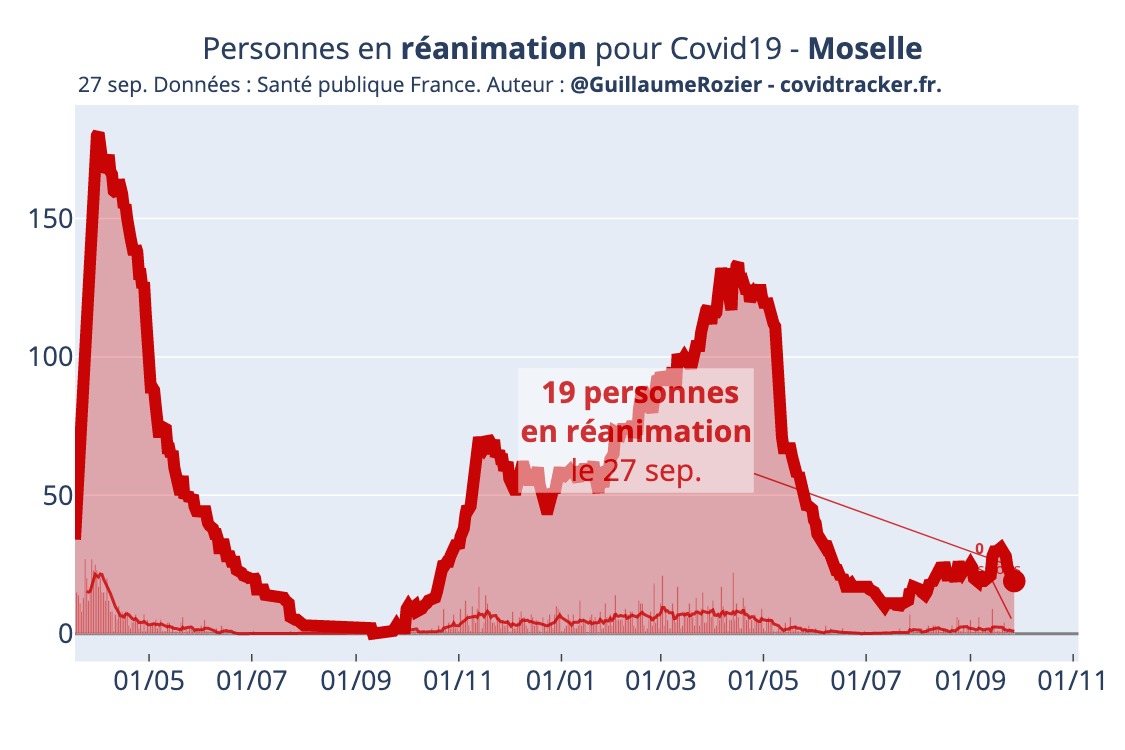 Personnes en réanimation pour Covid19 - Moselle
27 sep. Données : Santé publique France. Auteur : @GuillaumeRozier - covidtracker.fr.
150
100
50
0
19 personnes
en réanimation
le 27 sep.
0
01/05 01/07 01/09 01/11 01/01 01/03 01/05 01/07 01/09 01/11